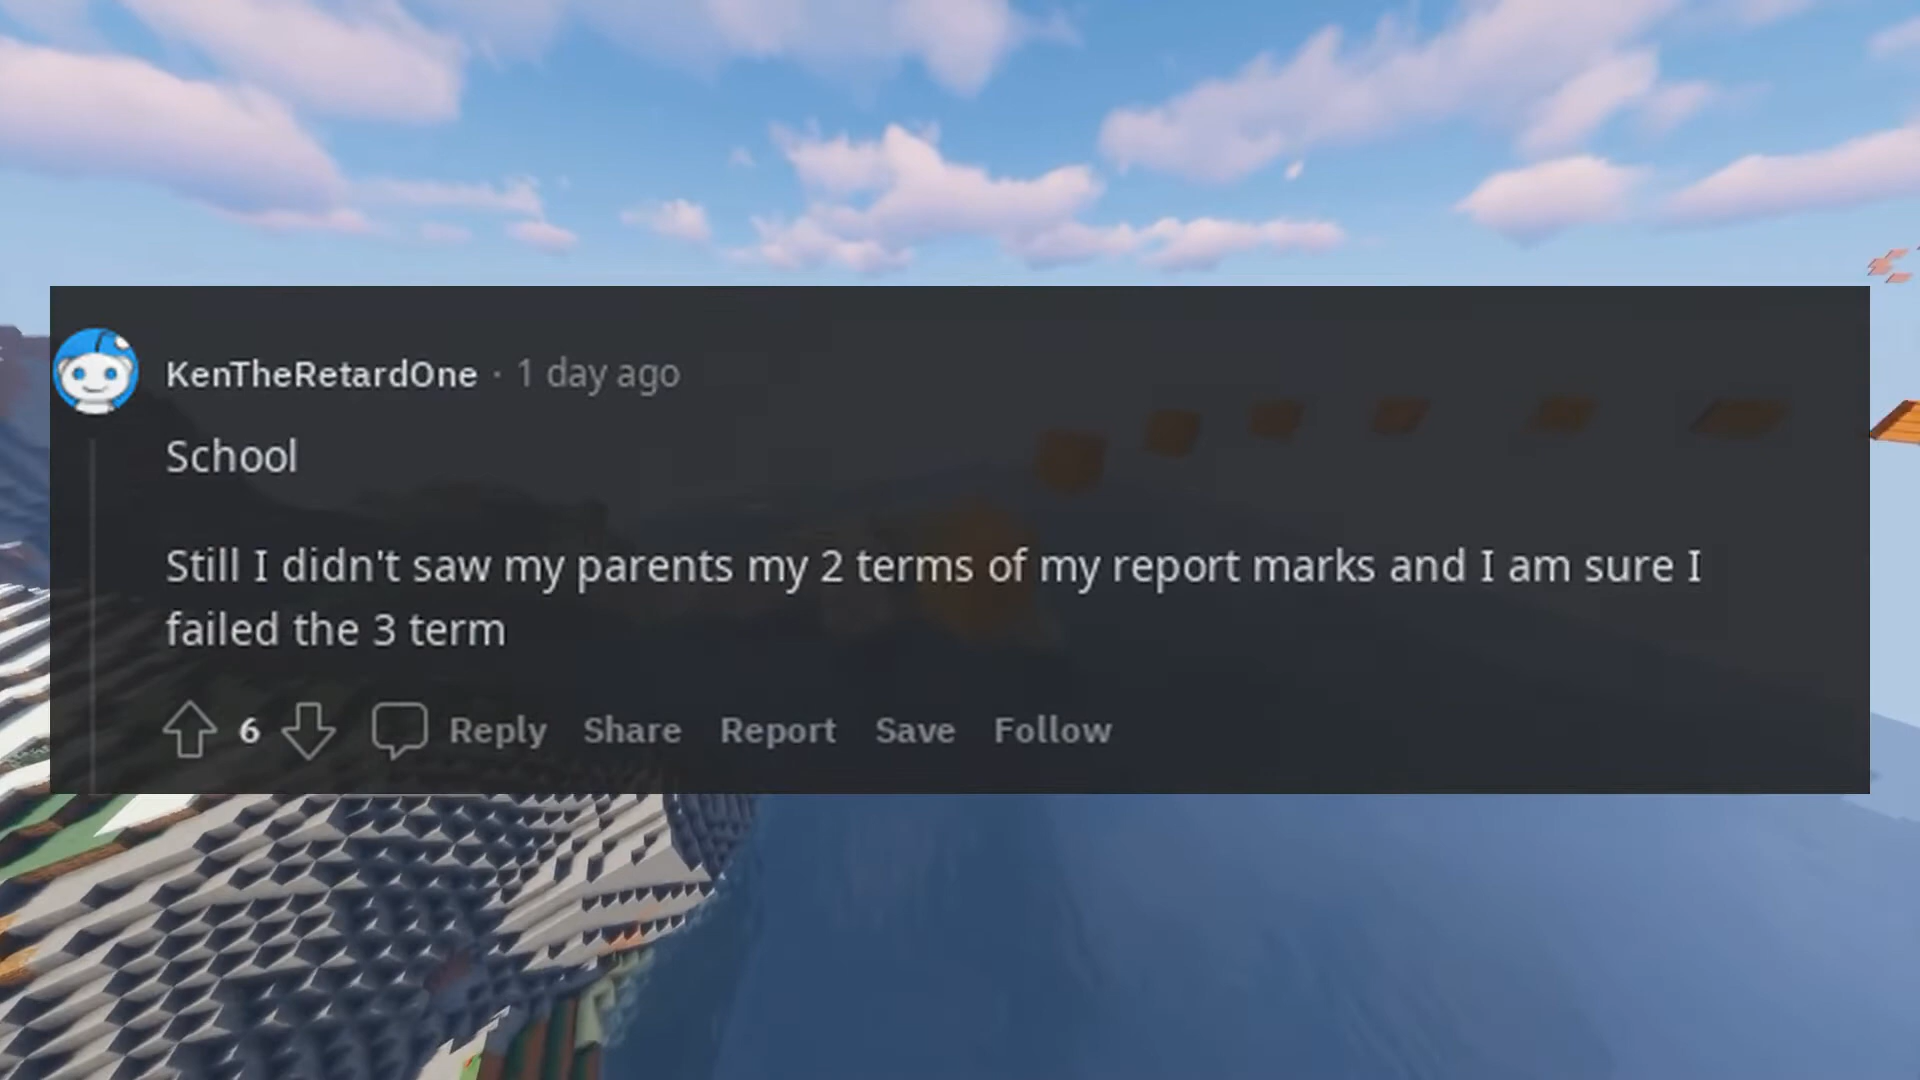 KenTheRetardOne · 1 day ago
School
Still I didn't saw my parents my 2 terms of my report marks and I am sure I
failed the 3 term
6 Reply Share Report Save Follow